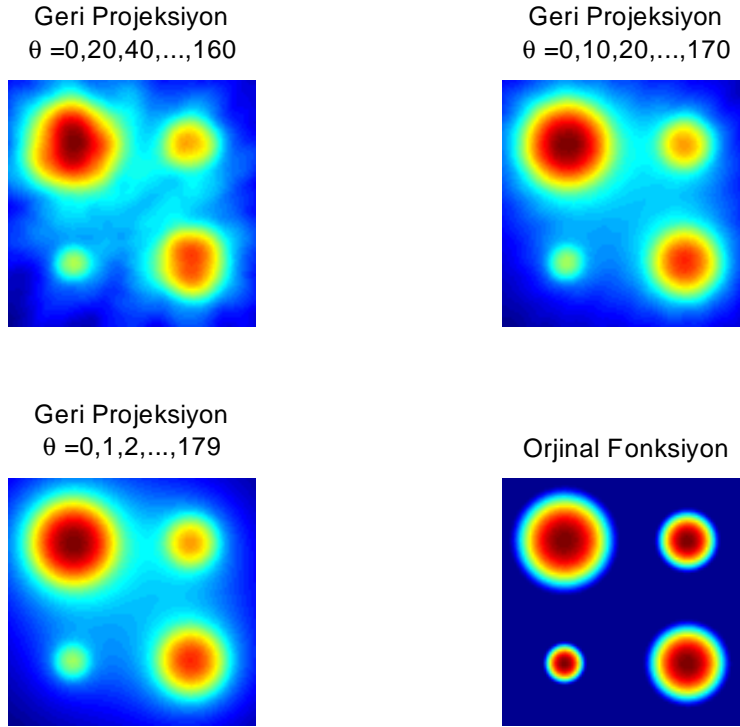 Geri Projeksiyon
θ =0,20,40,...,160
Geri Projeksiyon
θ =0,10,20,...,170
Geri Projeksiyon
θ =0,1,2,...,179
Orjinal Fonksiyon